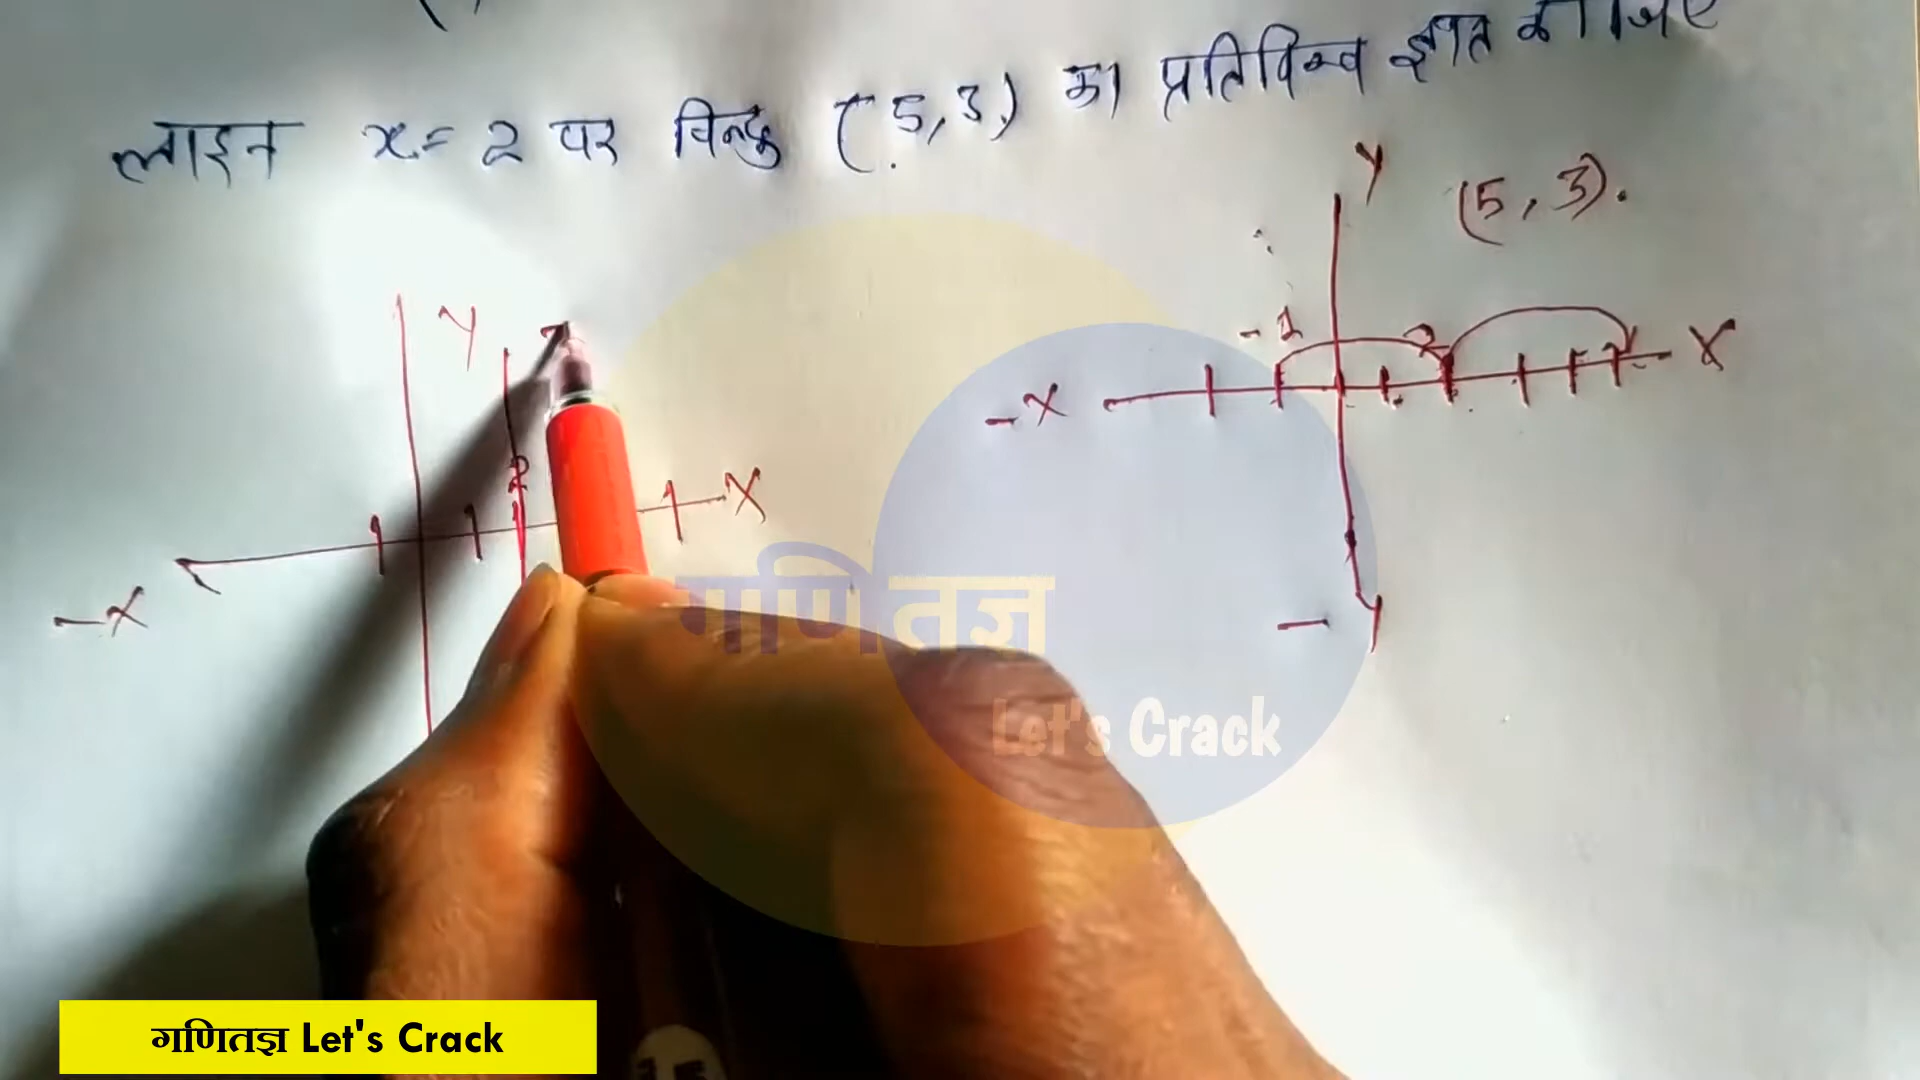 लाइन x = 2 पर बिन्दु (5,3) का प्रतिबिम्ब ज्ञात कीजिए
Y (5, 3).
-1 2
-X X
-Y
Y
2
X
-X
गणितज्ञ
Let's Crack
गणितज्ञ Let's Crack